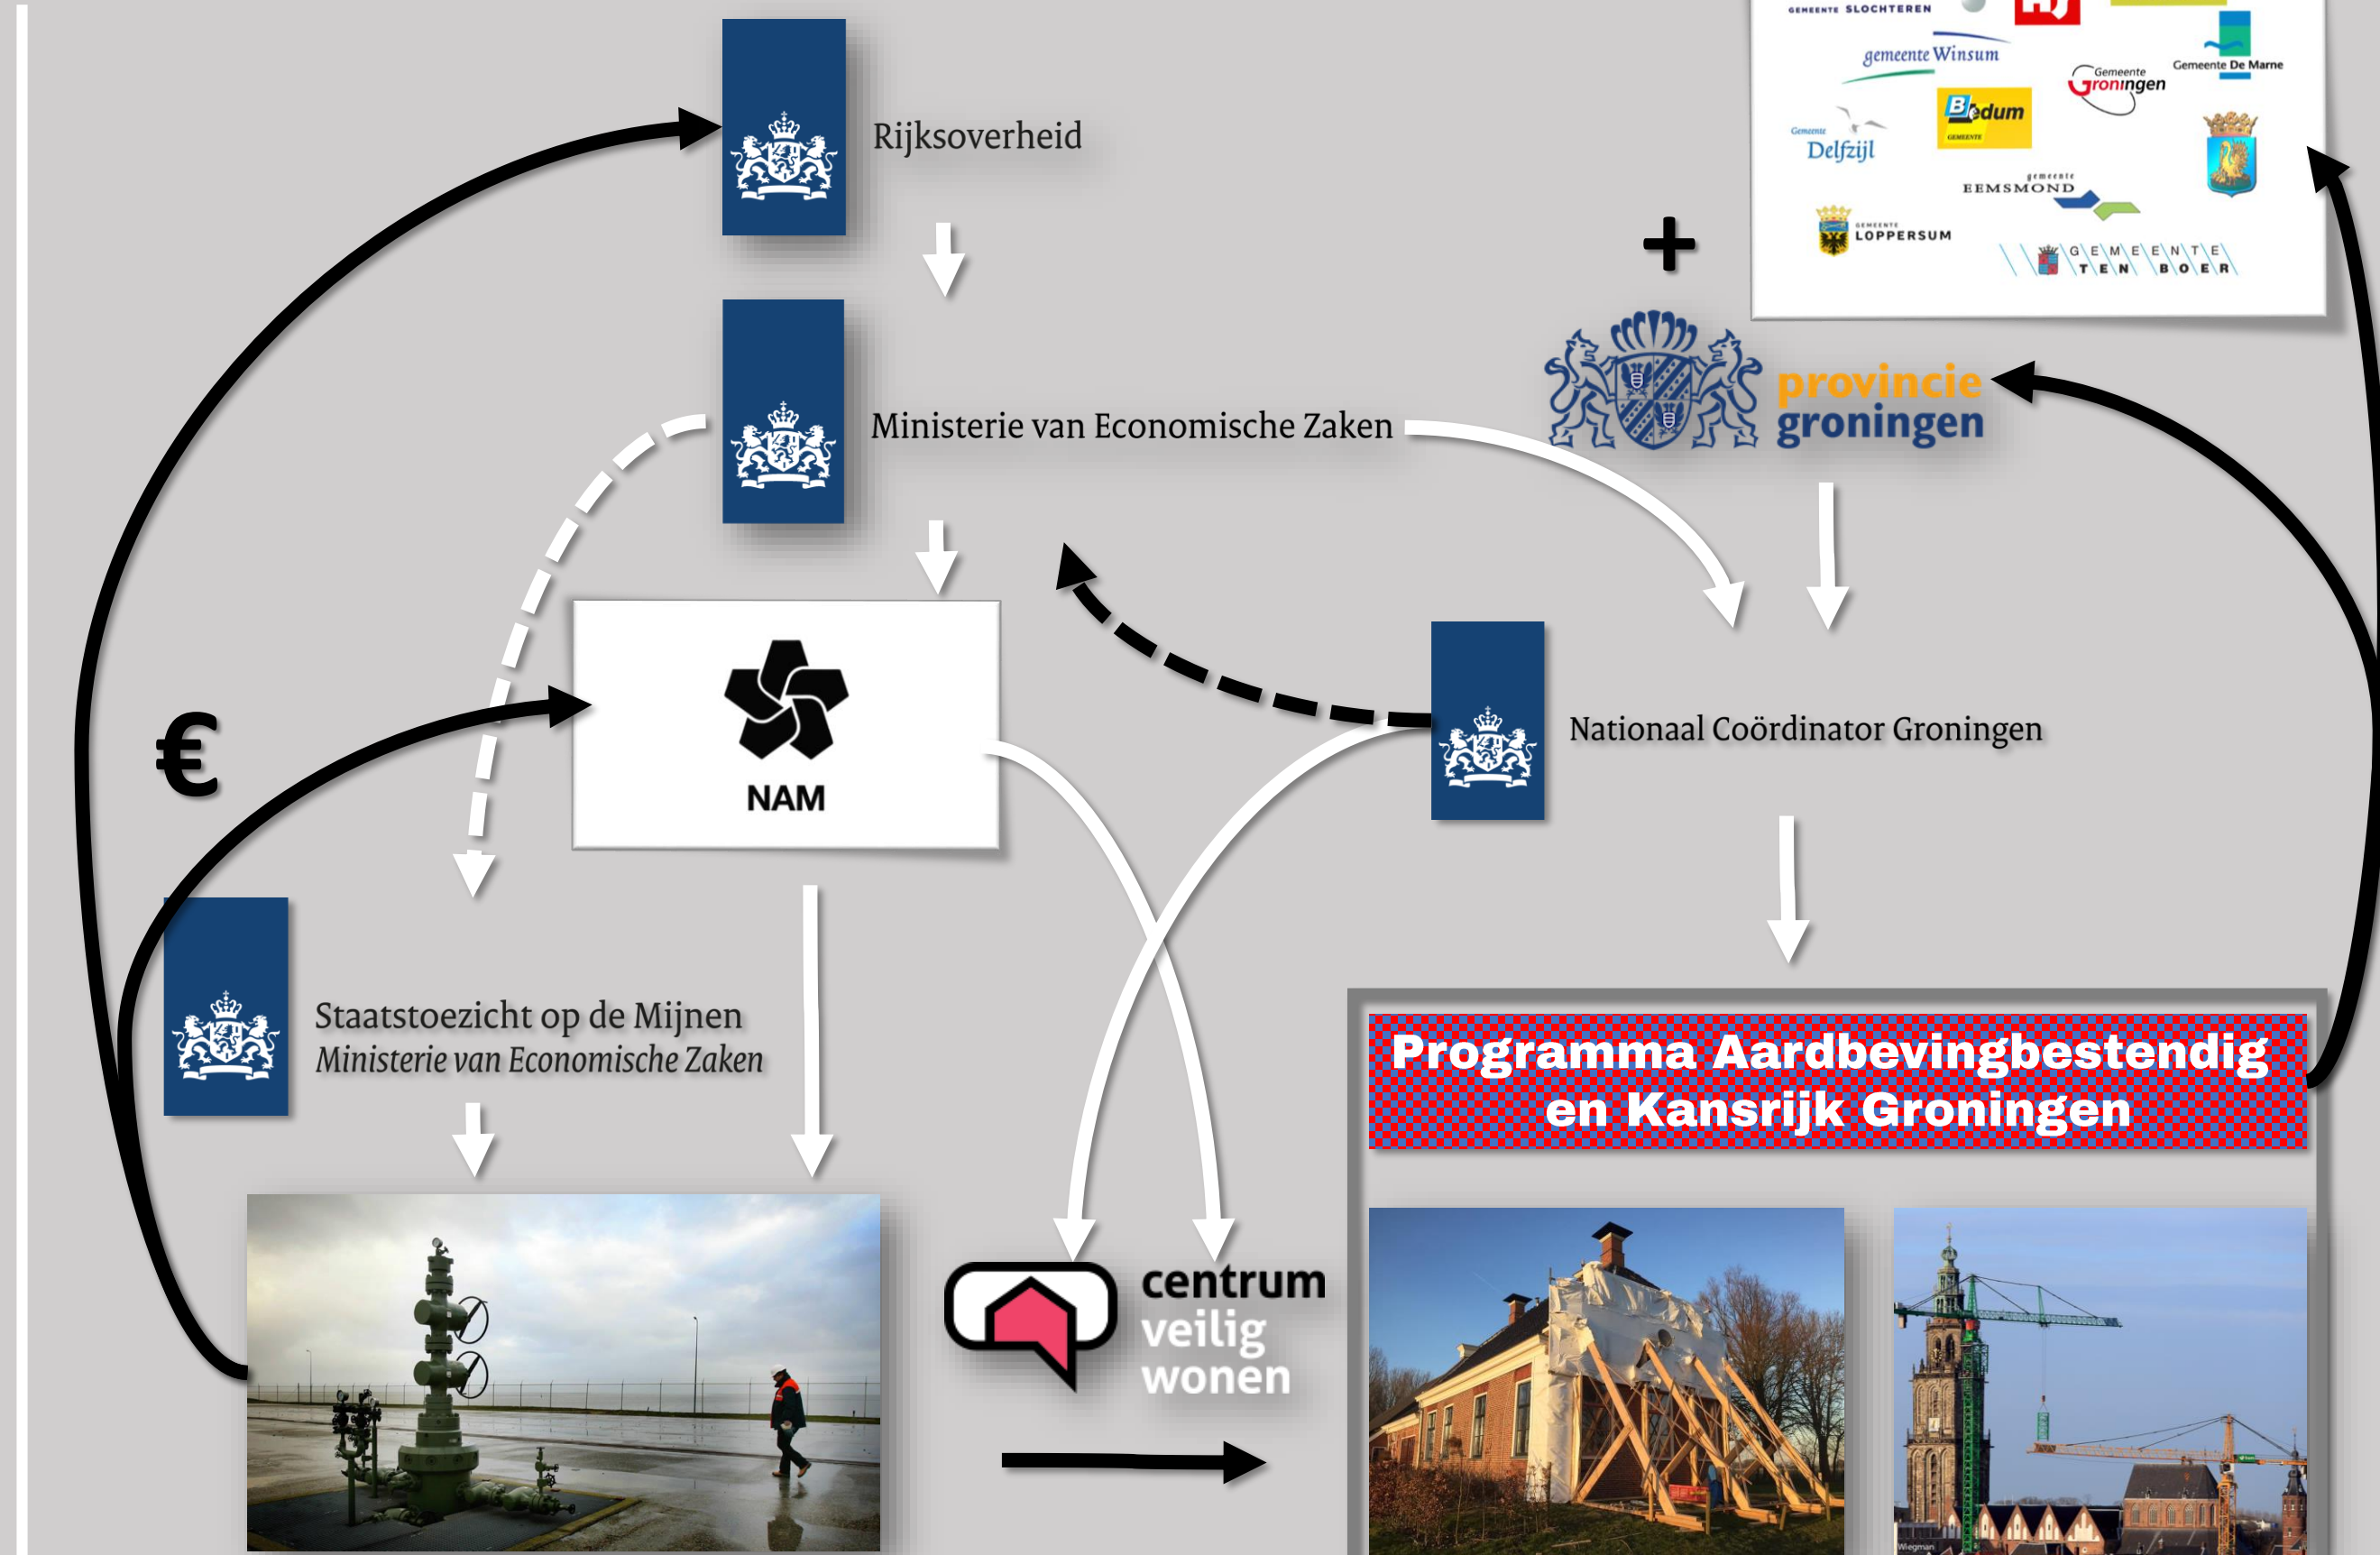 GEMEENTE SLOCHTEREN
gemeente Winsum
Gemeente De Marne
Gemeente
Groningen
Bedum
GEMEENTE
Gemeente
Delfzijl
gemeente
EEMSMOND
GEMEENTE
LOPPERSUM
GEMEENTE
TEN BOER
Rijksoverheid
+
provincie
groningen
Ministerie van Economische Zaken
€
NAM
Nationaal Coördinator Groningen
Staatstoezicht op de Mijnen
Ministerie van Economische Zaken
Programma Aardbevingbestendig
en Kansrijk Groningen
centrum
veilig
wonen
Wiegman